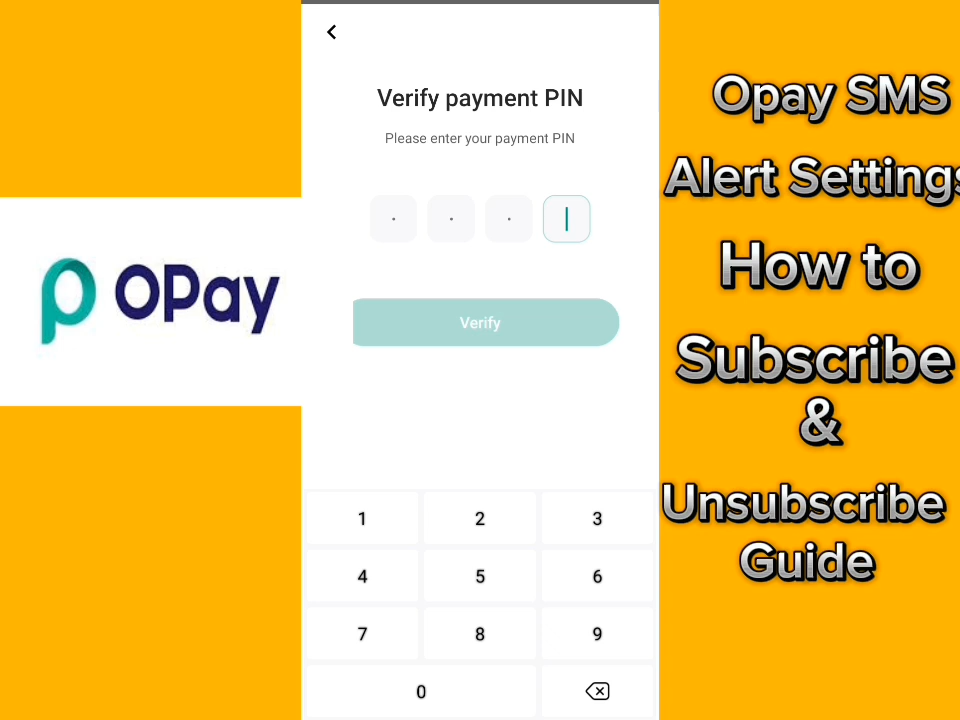 Verify payment PIN
Please enter your payment PIN
Verify
1 2 3
4 5 6
7 8 9
0
OPay
Opay SMS
Alert Settings
How to
Subscribe
&
Unsubscribe
Guide